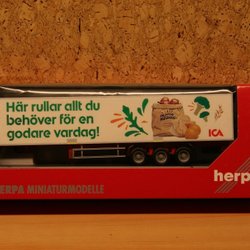 Här rullar allt du
behöver för en
godare vardag!
ICA
herpa
HERPA MINIATURMODELLE